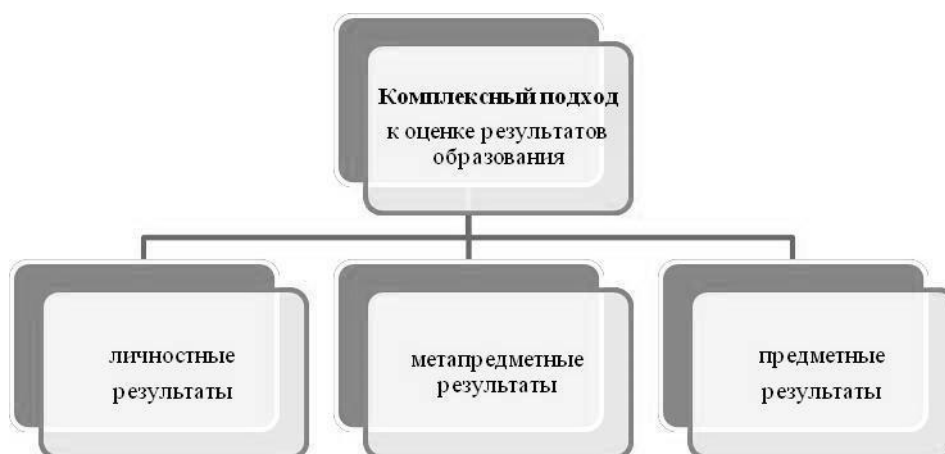 Комплексный подход
к оценке результатов
образования
личностные
результаты
метапредметные
результаты
предметные
результаты